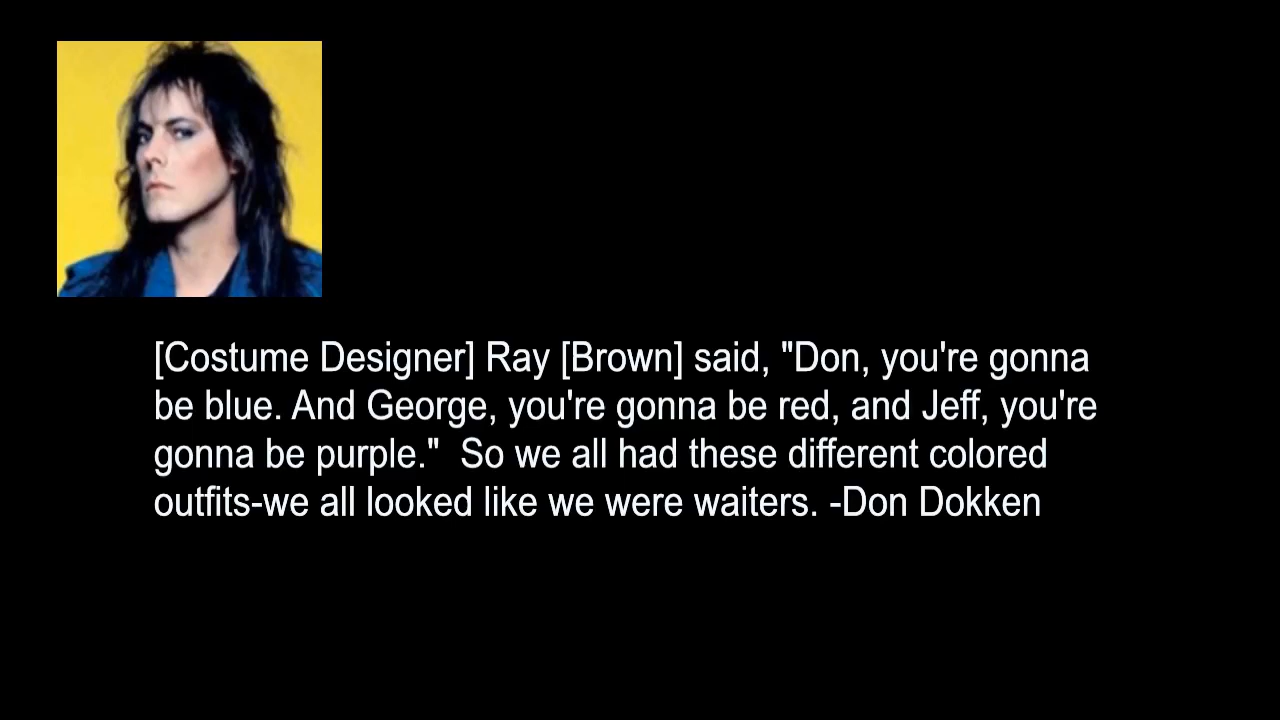 [Costume Designer] Ray [Brown] said, "Don, you're gonna
be blue. And George, you're gonna be red, and Jeff, you're
gonna be purple."  So we all had these different colored
outfits-we all looked like we were waiters. -Don Dokken